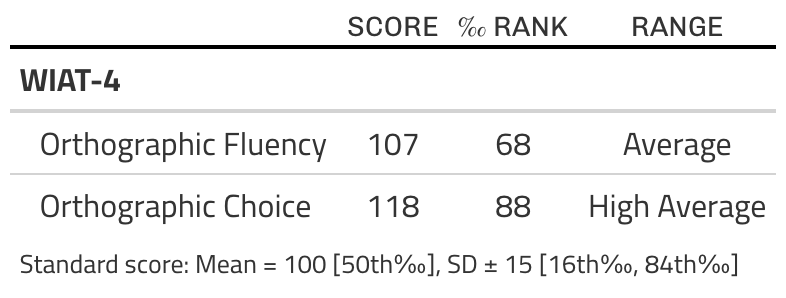 SCORE ‱ RANK RANGE
WIAT-4
Orthographic Fluency 107 68 Average
Orthographic Choice 118 88 High Average
Standard score: Mean = 100 [50th‰], SD ± 15 [16th‰, 84th‰]